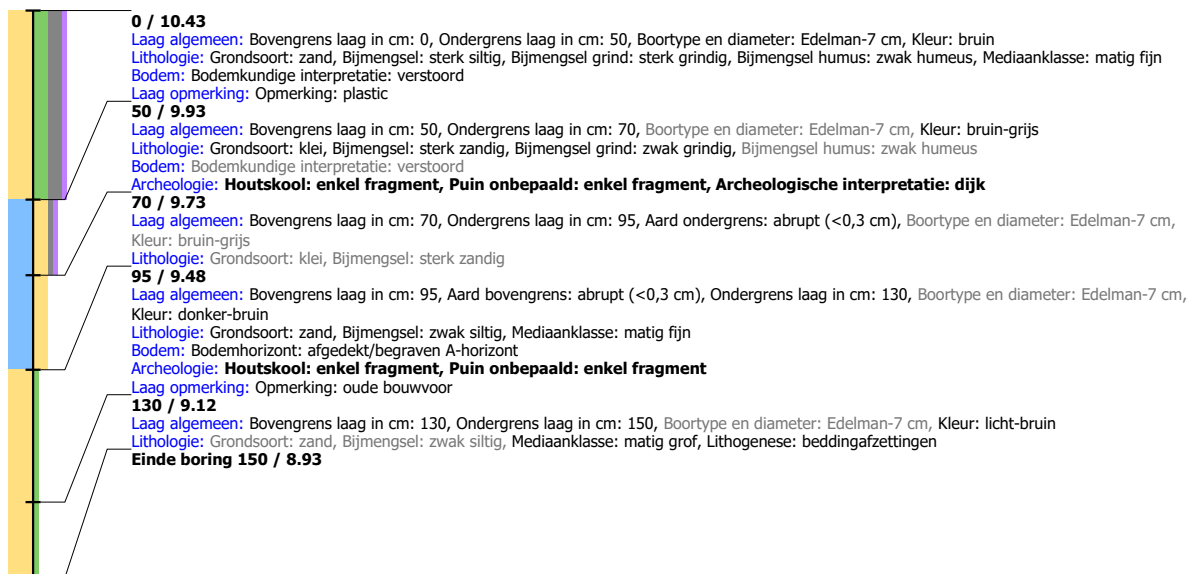 0 / 10.43
Laag algemeen: Bovengrens laag in cm: 0, Ondergrens laag in cm: 50, Boortype en diameter: Edelman-7 cm, Kleur: bruin
Lithologie: Grondsoort: zand, Bijmengsel: sterk siltig, Bijmengsel grind: sterk grindig, Bijmengsel humus: zwak humeus, Mediaanklasse: matig fijn
Bodem: Bodemkundige interpretatie: verstoord
Laag opmerking: Opmerking: plastic
50 / 9.93
Laag algemeen: Bovengrens laag in cm: 50, Ondergrens laag in cm: 70, Boortype en diameter: Edelman-7 cm, Kleur: bruin-grijs
Lithologie: Grondsoort: klei, Bijmengsel: sterk zandig, Bijmengsel grind: zwak grindig, Bijmengsel humus: zwak humeus
Bodem: Bodemkundige interpretatie: verstoord
Archeologie: Houtskool: enkel fragment, Puin onbepaald: enkel fragment, Archeologische interpretatie: dijk
70 / 9.73
Laag algemeen: Bovengrens laag in cm: 70, Ondergrens laag in cm: 95, Aard ondergrens: abrupt (<0,3 cm), Boortype en diameter: Edelman-7 cm,
Kleur: bruin-grijs
Lithologie: Grondsoort: klei, Bijmengsel: sterk zandig
95 / 9.48
Laag algemeen: Bovengrens laag in cm: 95, Aard bovengrens: abrupt (<0,3 cm), Ondergrens laag in cm: 130, Boortype en diameter: Edelman-7 cm,
Kleur: donker-bruin
Lithologie: Grondsoort: zand, Bijmengsel: zwak siltig, Mediaanklasse: matig fijn
Bodem: Bodemhorizont: afgedekt/begraven A-horizont
Archeologie: Houtskool: enkel fragment, Puin onbepaald: enkel fragment
Laag opmerking: Opmerking: oude bouwvoor
130 / 9.12
Laag algemeen: Bovengrens laag in cm: 130, Ondergrens laag in cm: 150, Boortype en diameter: Edelman-7 cm, Kleur: licht-bruin
Lithologie: Grondsoort: zand, Bijmengsel: zwak siltig, Mediaanklasse: matig grof, Lithogenese: beddingafzettingen
Einde boring 150 / 8.93